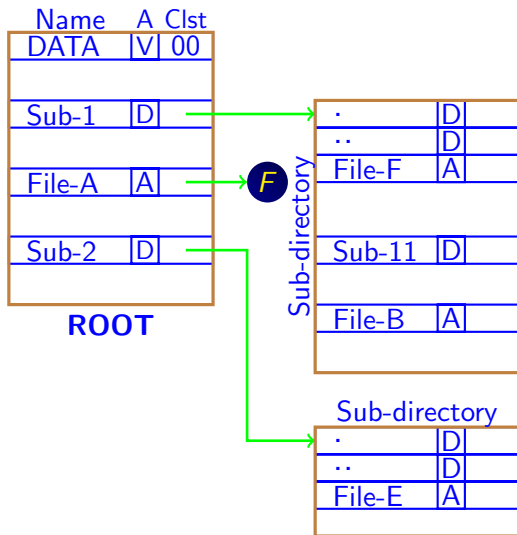 Name A Clst
DATA V 00
Sub-1 D
File-A A
Sub-2 D
ROOT
F
Sub-directory
. D
.. D
File-F A
Sub-11 D
File-B A
Sub-directory
. D
.. D
File-E A